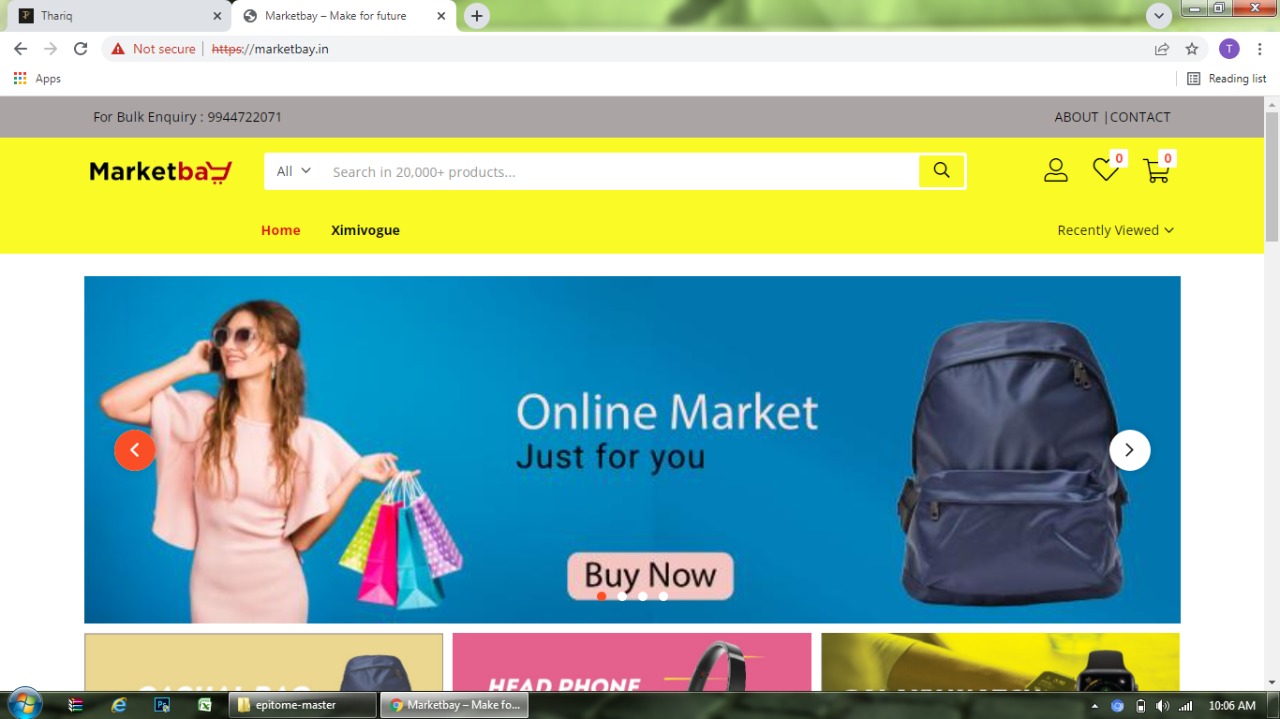 Thariq
Marketbay – Make for future
Not secure
https://marketbay.in
T
Apps
Reading list
For Bulk Enquiry : 9944722071
ABOUT |CONTACT
Marketbay
All
Search in 20,000+ products...
0
0
Home
Ximivogue
Recently Viewed
Online Market
Just for you
Buy Now
CASUAL BAG
HEAD PHONE
epitome-master
Marketbay – Make fo...
10:06 AM